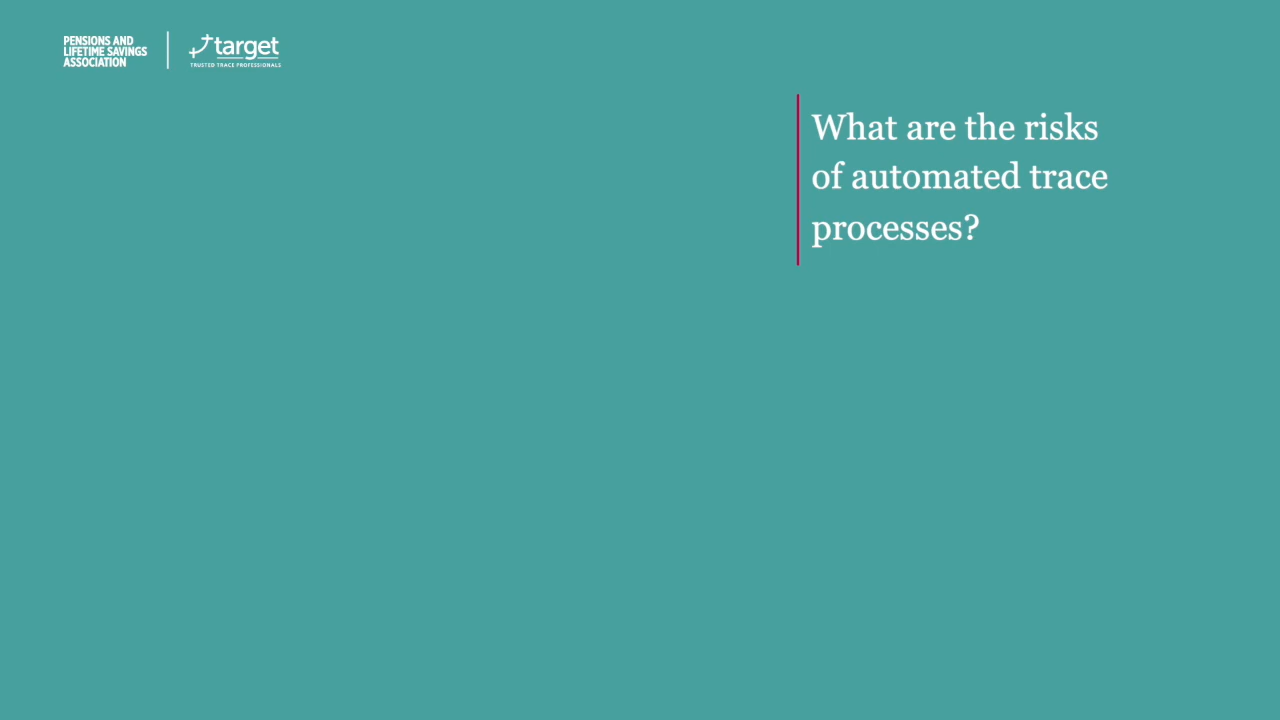 PENSIONS AND
LIFETIME SAVINGS
ASSOCIATION
target
TRUSTED TRACE PROFESSIONALS
What are the risks
of automated trace
processes?